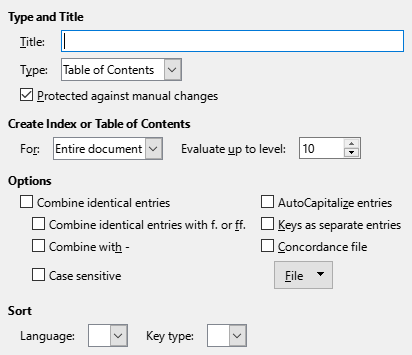 Type and Title
Title:
Type: Table of Contents
Protected against manual changes
Create Index or Table of Contents
For: Entire document Evaluate up to level: 10
Options
Combine identical entries AutoCapitalize entries
Combine identical entries with f. or ff. Keys as separate entries
Combine with - Concordance file
Case sensitive File
Sort
Language: Key type: